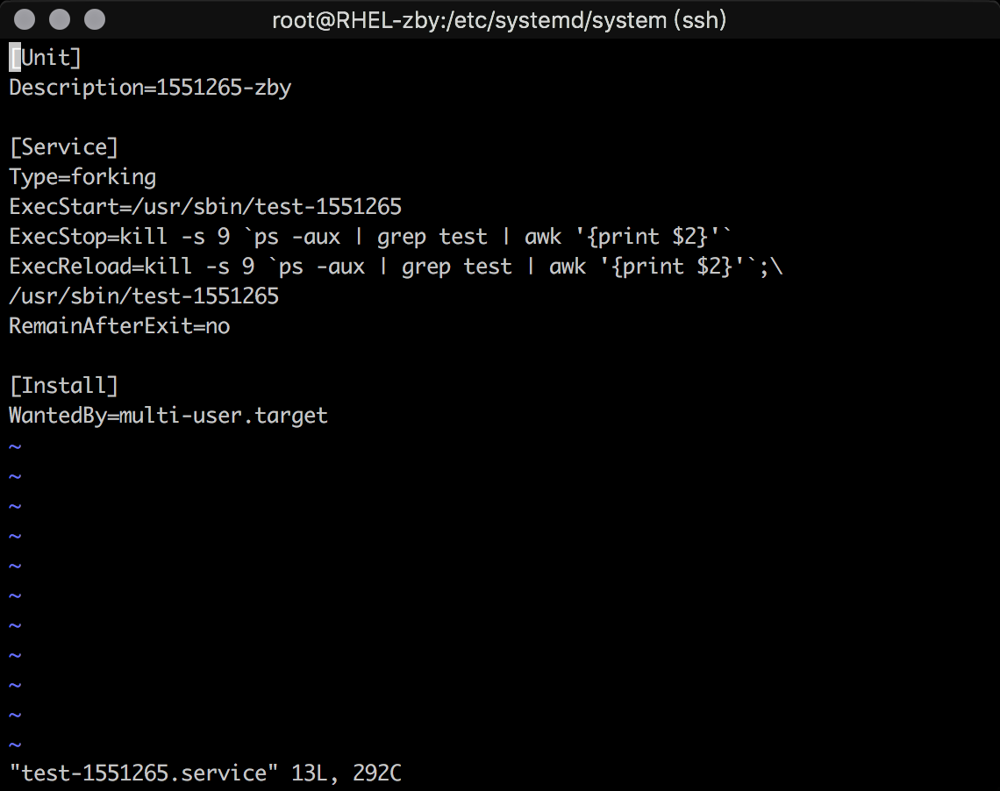 root@RHEL-zby:/etc/systemd/system (ssh)
[Unit]
Description=1551265-zby

[Service]
Type=forking
ExecStart=/usr/sbin/test-1551265
ExecStop=kill -s 9 `ps -aux | grep test | awk '{print $2}'`
ExecReload=kill -s 9 `ps -aux | grep test | awk '{print $2}'`;\
/usr/sbin/test-1551265
RemainAfterExit=no

[Install]
WantedBy=multi-user.target
~
~
~
~
~
~
~
~
~
~
~
"test-1551265.service" 13L, 292C